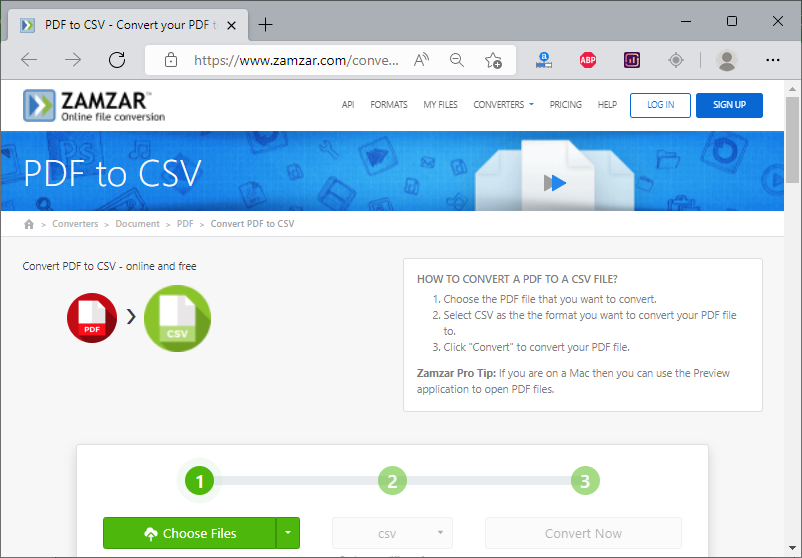 PDF to CSV - Convert your PDF t
https://www.zamzar.com/conve...
ABP
ZAMZAR™
Online file conversion
API FORMATS MY FILES CONVERTERS PRICING HELP LOG IN SIGN UP
PDF to CSV
> Converters > Document > PDF > Convert PDF to CSV
Convert PDF to CSV - online and free
PDF
CSV
HOW TO CONVERT A PDF TO A CSV FILE?
1. Choose the PDF file that you want to convert.
2. Select CSV as the the format you want to convert your PDF file
to.
3. Click "Convert" to convert your PDF file.
Zamzar Pro Tip: If you are on a Mac then you can use the Preview
application to open PDF files.
1 2 3
Choose Files csv Convert Now